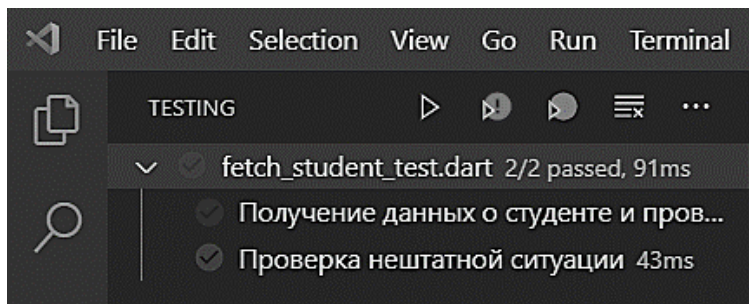 File Edit Selection View Go Run Terminal
TESTING
fetch_student_test.dart 2/2 passed, 91ms
Получение данных о студенте и пров...
Проверка нештатной ситуации 43ms